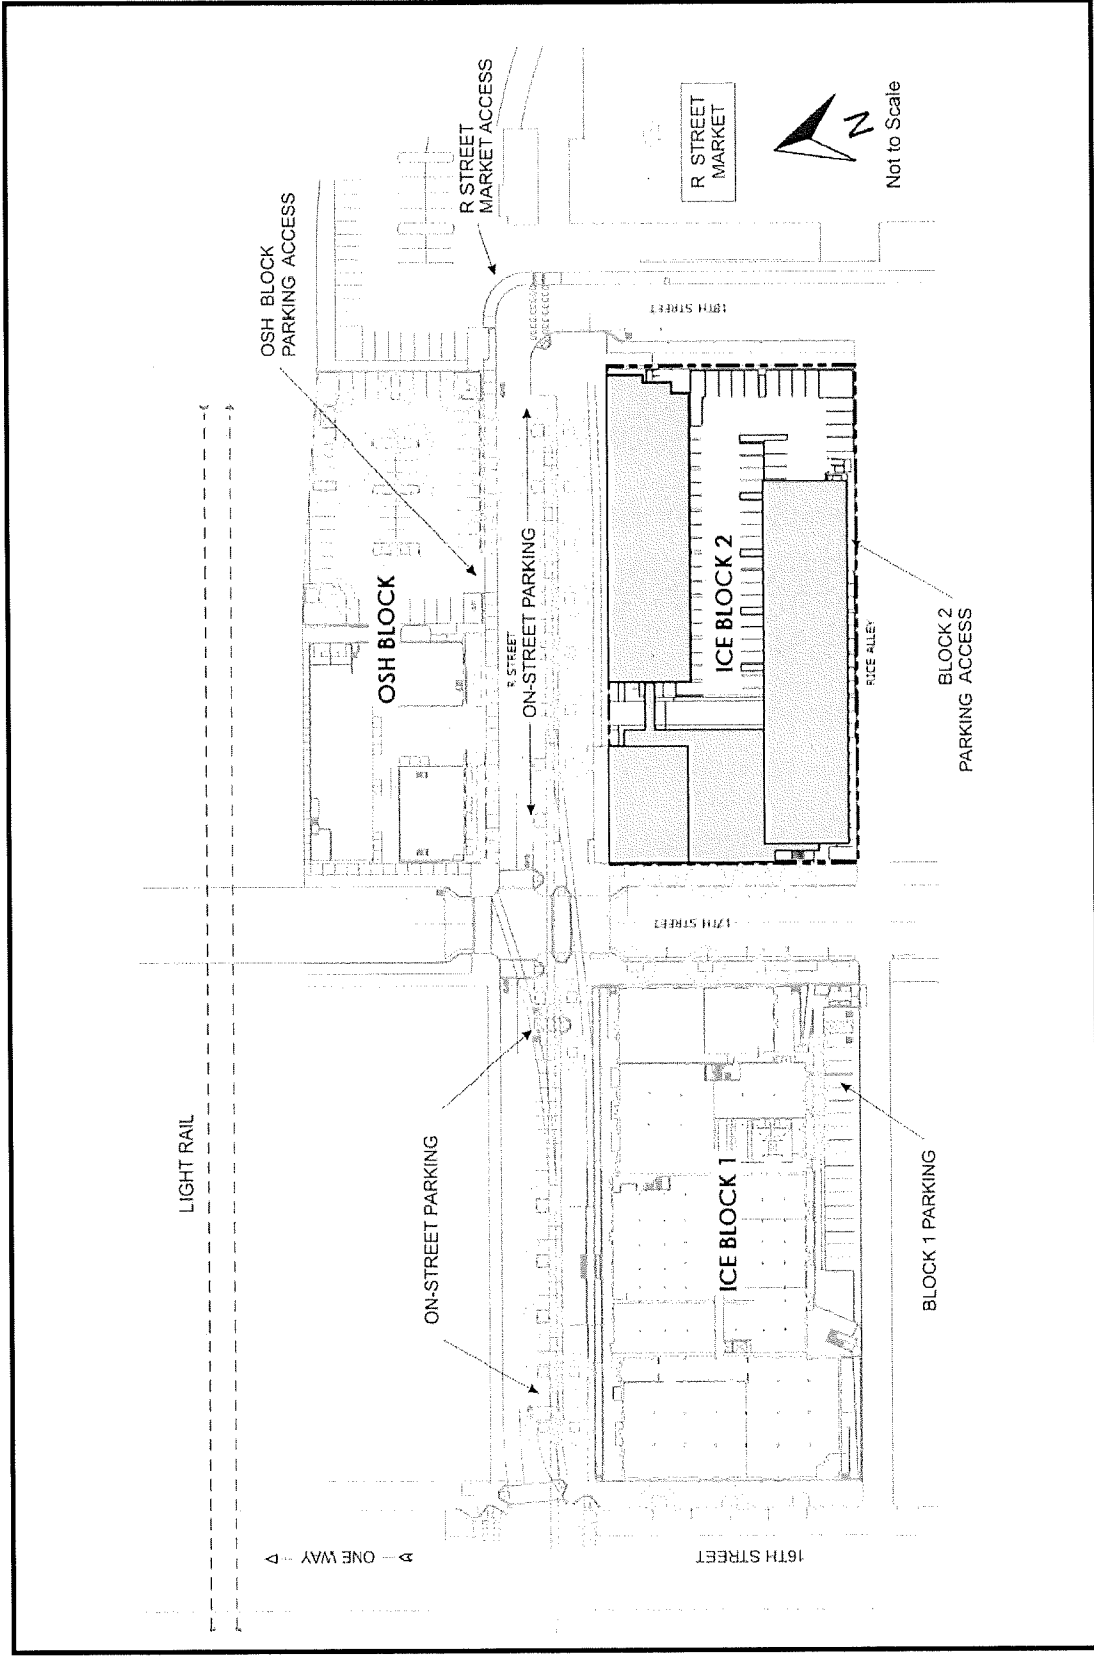 LIGHT RAIL
ONE WAY
16TH STREET
ON-STREET PARKING
ICE BLOCK 1
BLOCK 1 PARKING
17TH STREET
OSH BLOCK
OSH BLOCK
PARKING ACCESS
R STREET
ON-STREET PARKING
R STREET
MARKET ACCESS
ICE BLOCK 2
RICE ALLEY
BLOCK 2
PARKING ACCESS
18TH STREET
R STREET
MARKET
N
Not to Scale